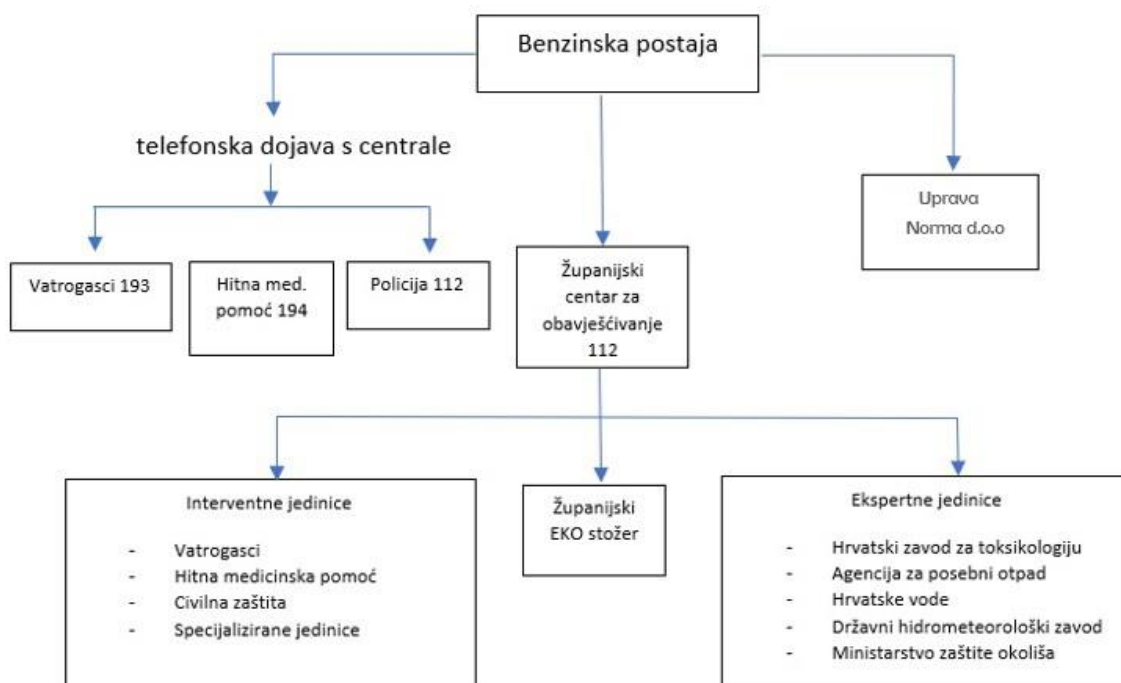 Benzinska postaja
telefonska dojava s centrale
Uprava
Norma d.o.o
Vatrogasci 193
Hitna med.
pomoć 194
Policija 112
Županijski
centar za
obavješćivanje
112
Interventne jedinice
- Vatrogasci
- Hitna medicinska pomoć
- Civilna zaštita
- Specijalizirane jedinice
Županijski
EKO stožer
Ekspertne jedinice
- Hrvatski zavod za toksikologiju
- Agencija za posebni otpad
- Hrvatske vode
- Državni hidrometeorološki zavod
- Ministarstvo zaštite okoliša